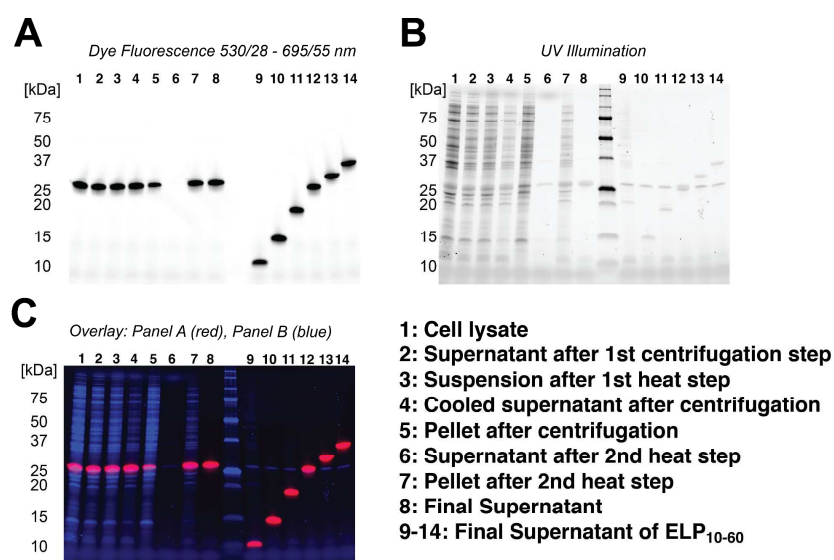 A
Dye Fluorescence 530/28 - 695/55 nm
[kDa]
1 2 3 4 5 6 7 8 9 10 11 12 13 14
75
50
37
25
20
15
10
B
UV Illumination
[kDa]
1 2 3 4 5 6 7 8 9 10 11 12 13 14
75
50
37
25
20
15
10
C
Overlay: Panel A (red), Panel B (blue)
[kDa]
1 2 3 4 5 6 7 8 9 10 11 12 13 14
75
50
37
25
20
15
10
1: Cell lysate
2: Supernatant after 1st centrifugation step
3: Suspension after 1st heat step
4: Cooled supernatant after centrifugation
5: Pellet after centrifugation
6: Supernatant after 2nd heat step
7: Pellet after 2nd heat step
8: Final Supernatant
9-14: Final Supernatant of ELP10-60